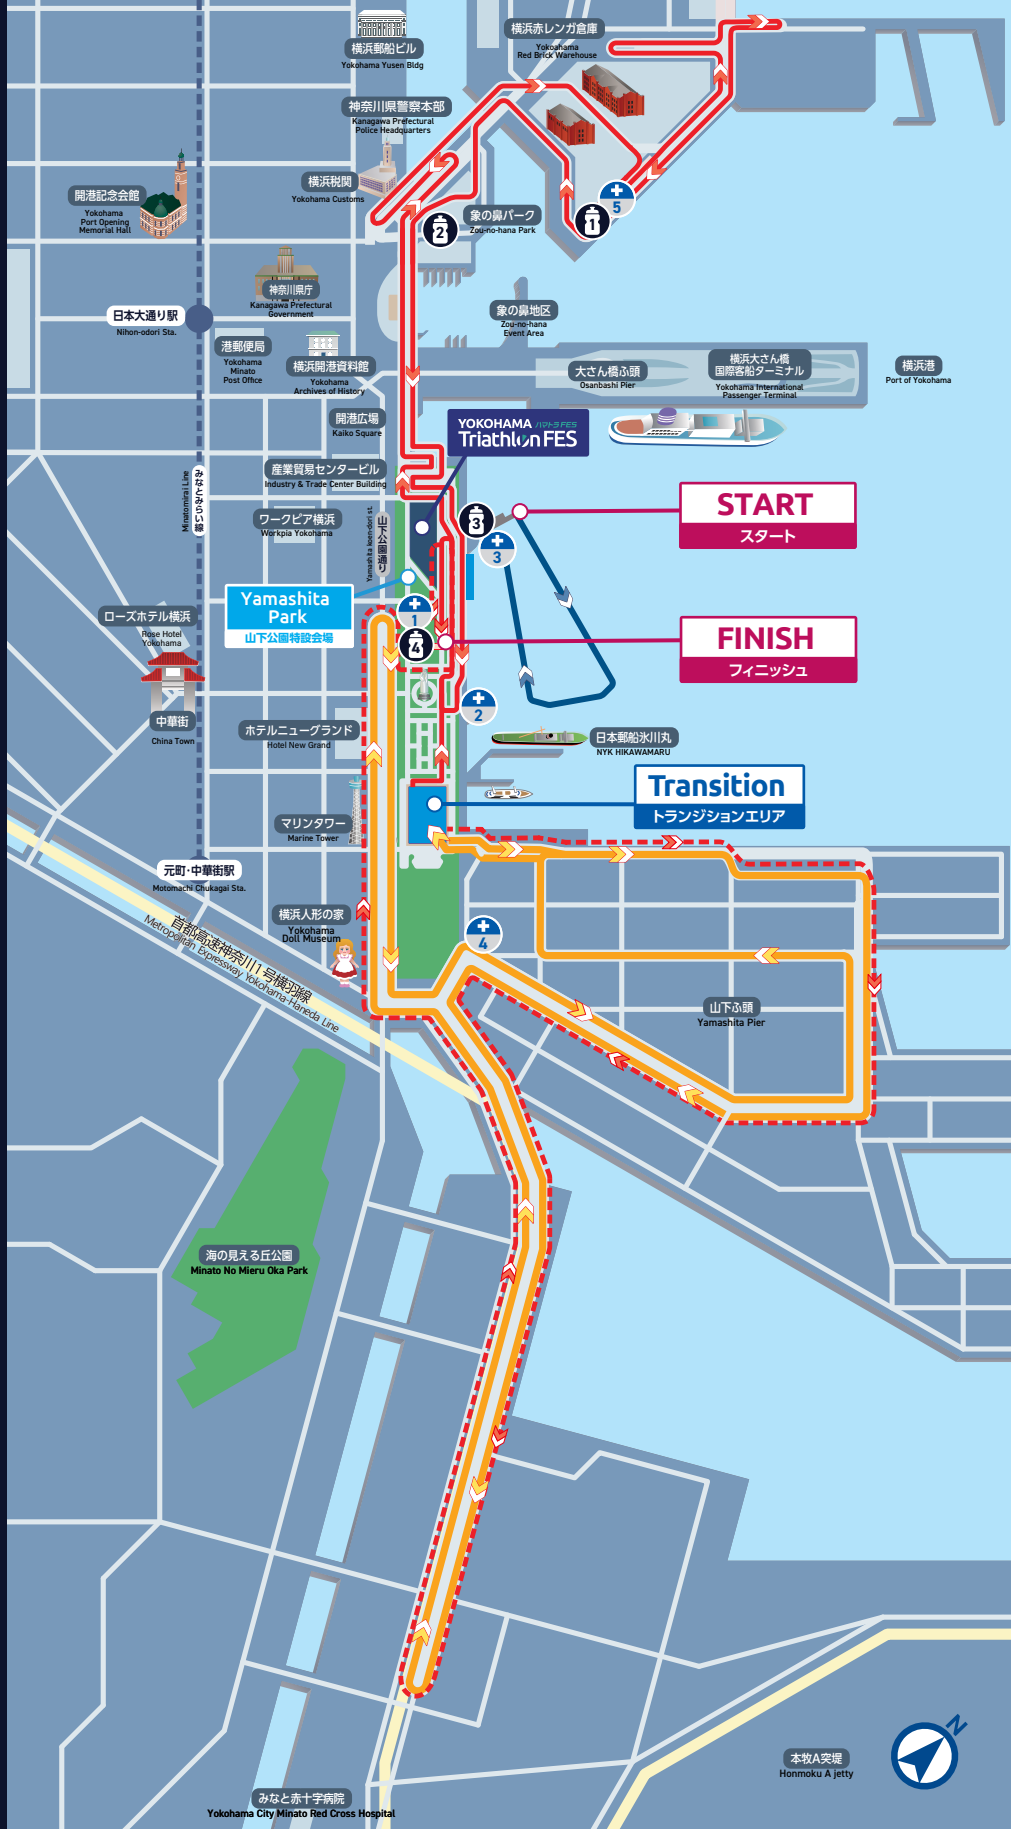 横浜郵船ビル
Yokohama Yusen Bldg
横浜赤レンガ倉庫
Yokoahama
Red Brick Warehouse
神奈川県警察本部
Kanagawa Prefectural
Police Headquarters
横浜税関
Yokohama Customs
開港記念会館
Yokohama
Port Opening
Memorial Hall
5
1
2
象の鼻パーク
Zou-no-hana Park
神奈川県庁
Kanagawa Prefectural
Government
日本大通り駅
Nihon-odori Sta.
象の鼻地区
Zou-no-hana
Event Area
港郵便局
Yokohama
Minato
Post Office
横浜開港資料館
Yokohama
Archives of History
大さん橋ふ頭
Osanbashi Pier
横浜大さん橋
国際客船ターミナル
Yokohama International
Passenger Terminal
横浜港
Port of Yokohama
開港広場
Kaiko Square
YOKOHAMA ハマトラFES
Triathlon FES
産業貿易センタービル
Industry & Trade Center Building
みなとみらい線
Minatomirai Line
ワークピア横浜
Workpia Yokohama
山下公園通り
Yamashita koen-dori st.
3
3
START
スタート
Yamashita
Park
山下公園特設会場
1
4
FINISH
フィニッシュ
ローズホテル横浜
Rose Hotel
Yokohama
中華街
China Town
2
ホテルニューグランド
Hotel New Grand
日本郵船氷川丸
NYK HIKAWAMARU
Transition
トランジションエリア
マリンタワー
Marine Tower
元町・中華街駅
Motomachi Chukagai Sta.
横浜人形の家
Yokohama
Doll Museum
4
首都高速神奈川1号横羽線
Metropolitan Expressway Yokohama-Haneda Line
山下ふ頭
Yamashita Pier
海の見える丘公園
Minato No Mieru Oka Park
N
本牧A突堤
Honmoku A jetty
みなと赤十字病院
Yokohama City Minato Red Cross Hospital